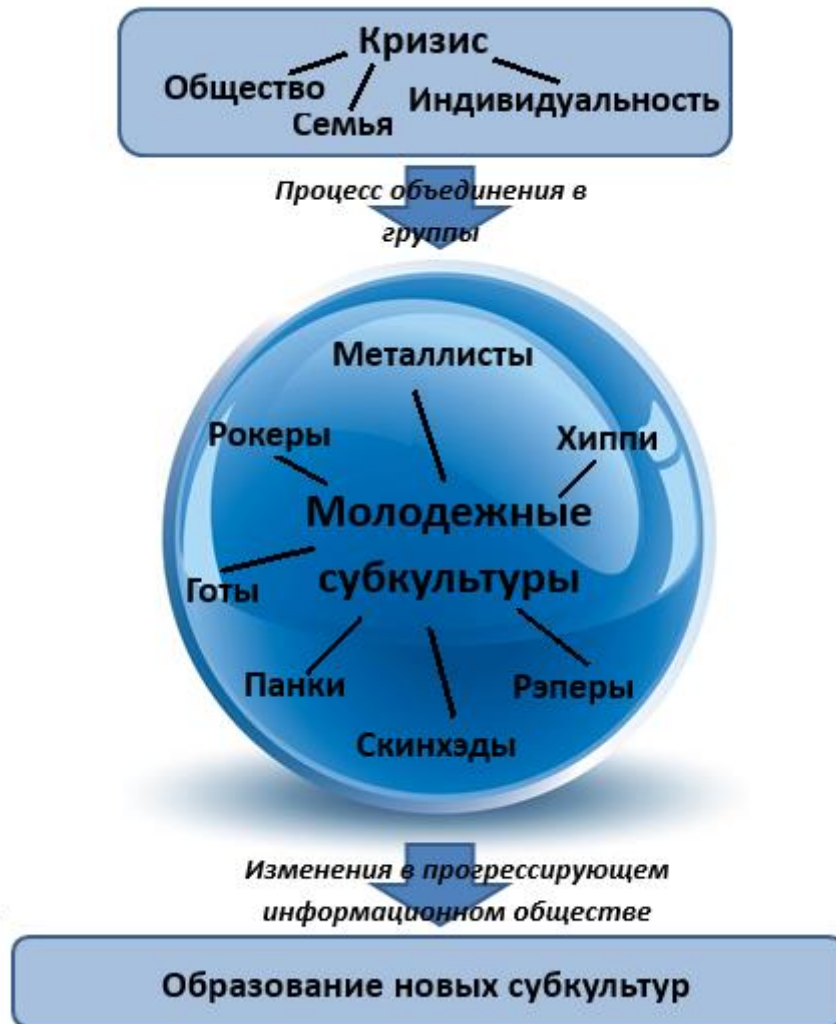 Кризис
Общество
Индивидуальность
Семья
Процесс объединения в
группы
Металлисты
Рокеры
Хиппи
Молодежные
субкультуры
Готы
Панки
Рэперы
Скинхэды
Изменения в прогрессирующем
информационном обществе
Образование новых субкультур